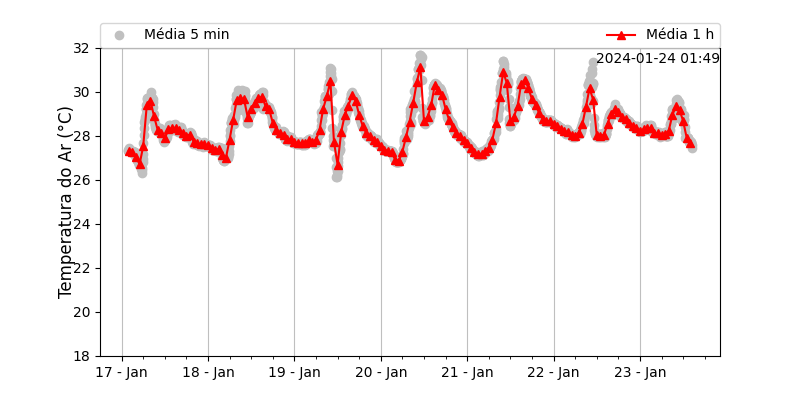 Média 5 min
Média 1 h
2024-01-24 01:49
Temperatura do Ar (°C)
32
30
28
26
24
22
20
18
17 - Jan
18 - Jan
19 - Jan
20 - Jan
21 - Jan
22 - Jan
23 - Jan